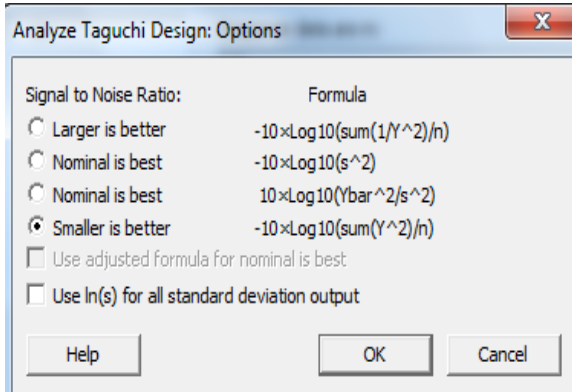 Analyze Taguchi Design: Options
Signal to Noise Ratio: Formula
Larger is better -10×Log10(sum(1/Y^2)/n)
Nominal is best -10×Log10(s^2)
Nominal is best 10×Log10(Ybar^2/s^2)
Smaller is better -10×Log10(sum(Y^2)/n)
Use adjusted formula for nominal is best
Use ln(s) for all standard deviation output
Help OK Cancel